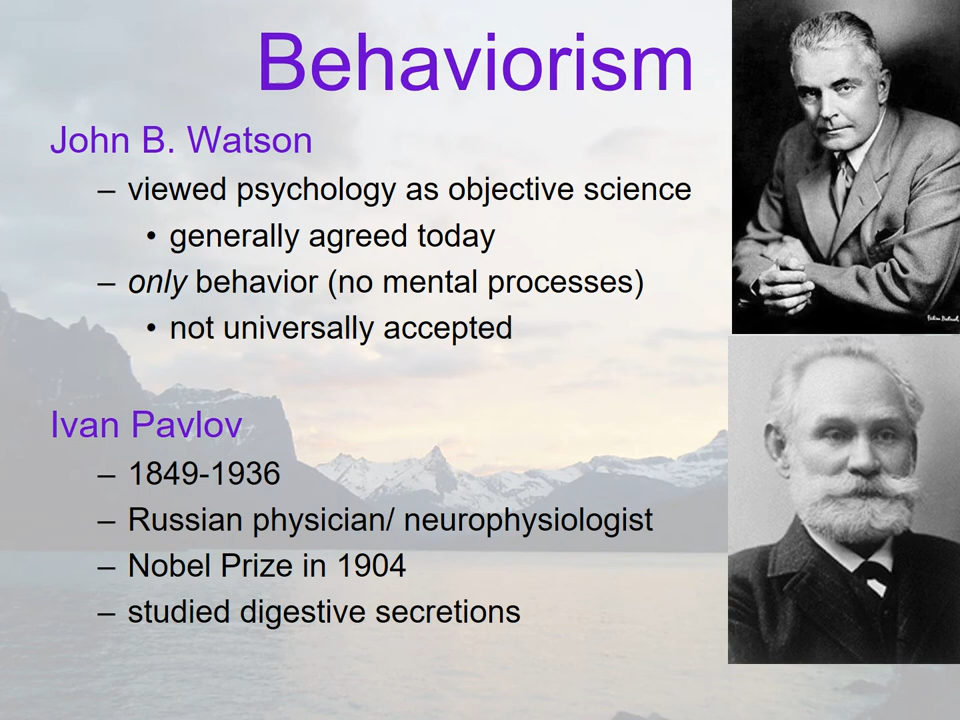 Behaviorism
John B. Watson
– viewed psychology as objective science
• generally agreed today
– only behavior (no mental processes)
• not universally accepted
Ivan Pavlov
– 1849-1936
– Russian physician/ neurophysiologist
– Nobel Prize in 1904
– studied digestive secretions